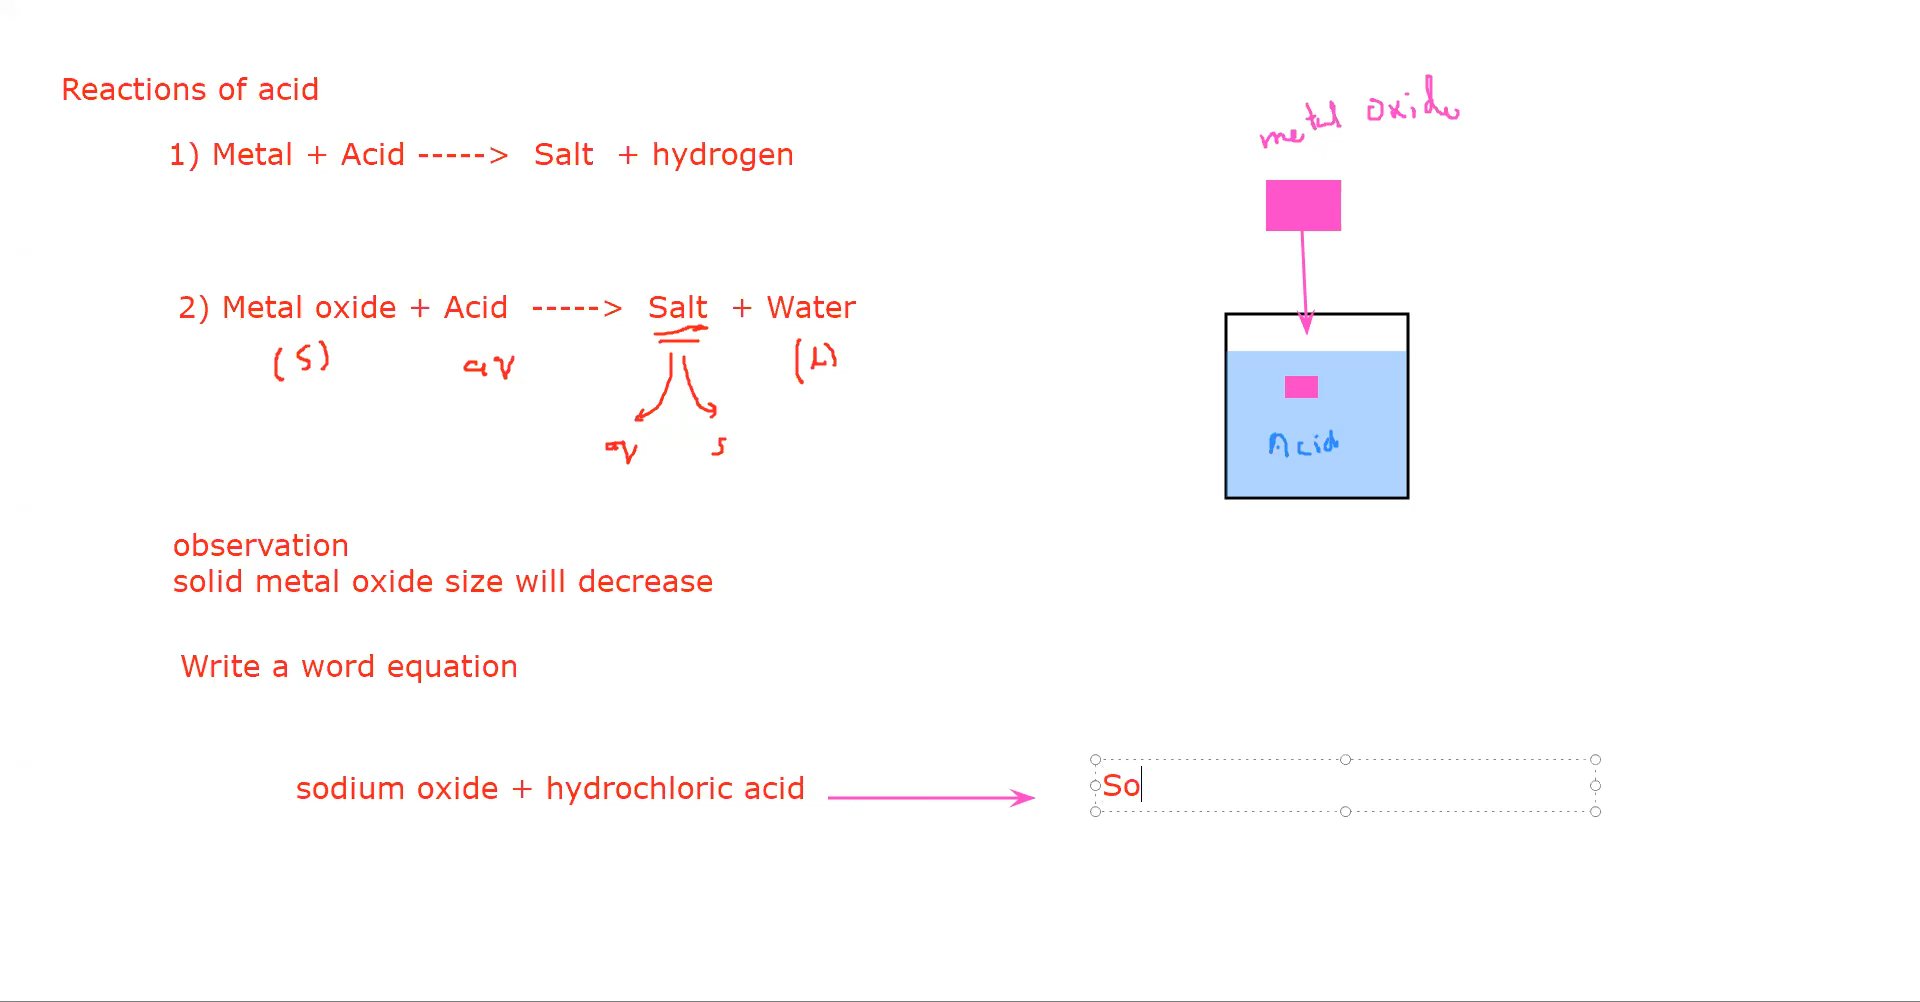 Reactions of acid
1) Metal + Acid -----> Salt + hydrogen
2) Metal oxide + Acid -----> Salt + Water
(S) aq (L)
aq s
observation
solid metal oxide size will decrease
Write a word equation
sodium oxide + hydrochloric acid
So
metal oxide
Acid